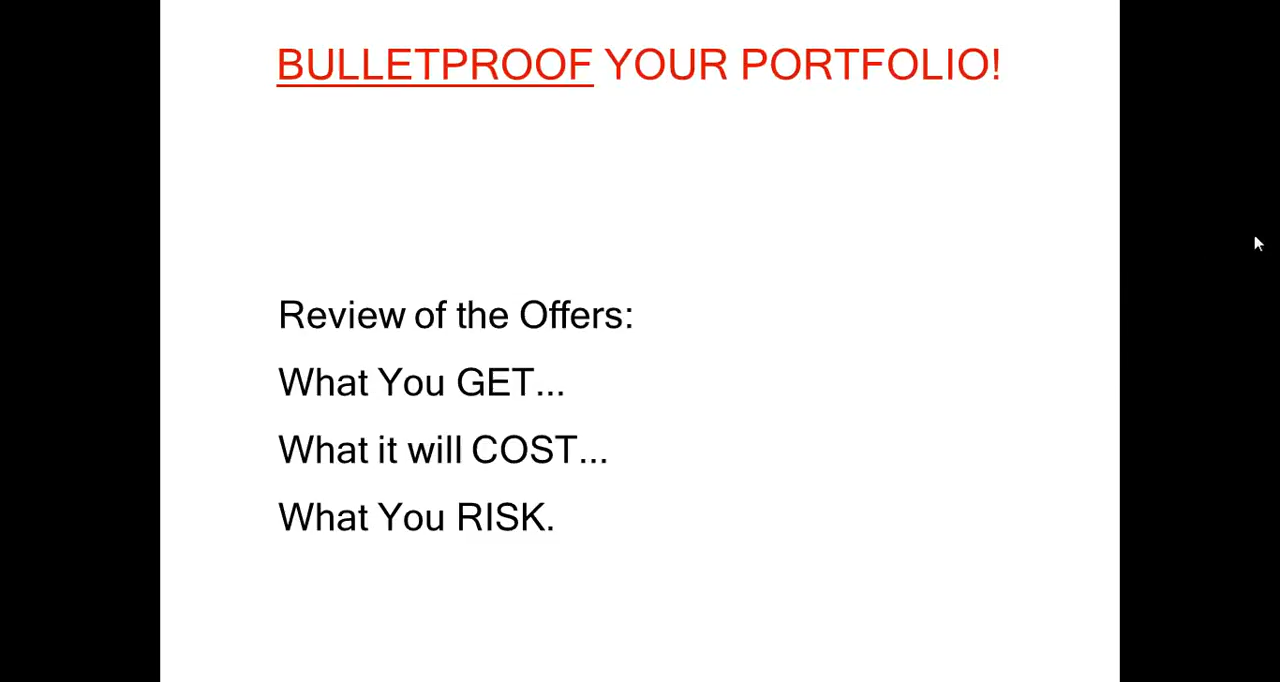 BULLETPROOF YOUR PORTFOLIO!
Review of the Offers:
What You GET...
What it will COST...
What You RISK.